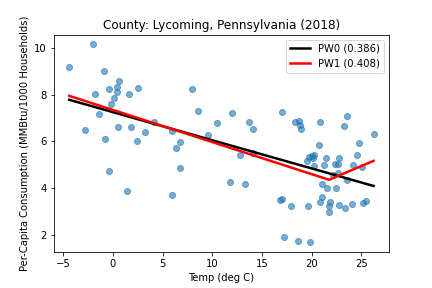 County: Lycoming, Pennsylvania (2018)
PW0 (0.386)
PW1 (0.408)
Per-Capita Consumption (MMBtu/1000 Households)
10
8
6
4
2
−5 0 5 10 15 20 25
Temp (deg C)